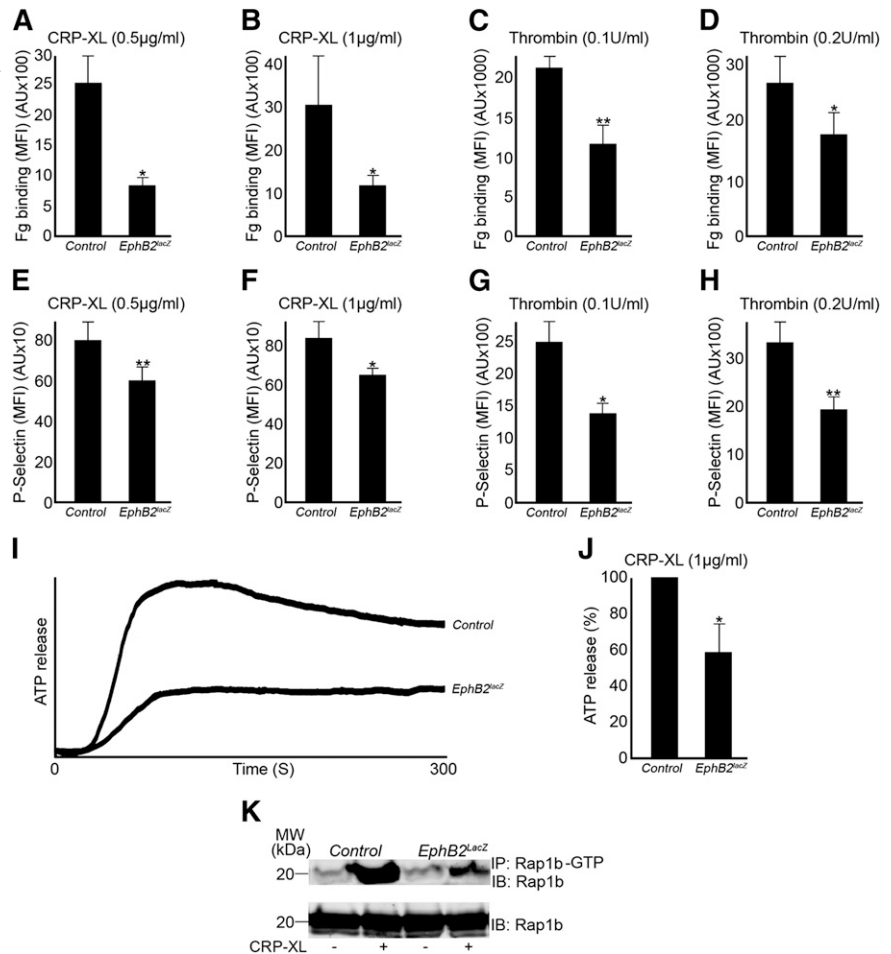 A
CRP-XL (0.5µg/ml)
Fg binding (MFI) (AUx100)
30
25
20
15
10
5
0
Control EphB2lacZ
*
B
CRP-XL (1µg/ml)
Fg binding (MFI) (AUx100)
40
30
20
10
0
Control EphB2lacZ
*
C
Thrombin (0.1U/ml)
Fg binding (MFI) (AUx1000)
20
15
10
5
0
Control EphB2lacZ
**
D
Thrombin (0.2U/ml)
Fg binding (MFI) (AUx1000)
30
20
10
0
Control EphB2lacZ
*
E
CRP-XL (0.5µg/ml)
P-Selectin (MFI) (AUx10)
80
60
40
20
0
Control EphB2lacZ
**
F
CRP-XL (1µg/ml)
P-Selectin (MFI) (AUx10)
80
60
40
20
0
Control EphB2lacZ
*
G
Thrombin (0.1U/ml)
P-Selectin (MFI) (AUx100)
25
20
15
10
5
0
Control EphB2lacZ
*
H
Thrombin (0.2U/ml)
P-Selectin (MFI) (AUx100)
30
20
10
0
Control EphB2lacZ
**
I
ATP release
Control
EphB2lacZ
0 Time (S) 300
J
CRP-XL (1µg/ml)
ATP release (%)
100
80
60
40
20
0
Control EphB2lacZ
*
K
MW
(kDa)
Control EphB2LacZ
20
IP: Rap1b-GTP
IB: Rap1b
20
IB: Rap1b
CRP-XL - + - +